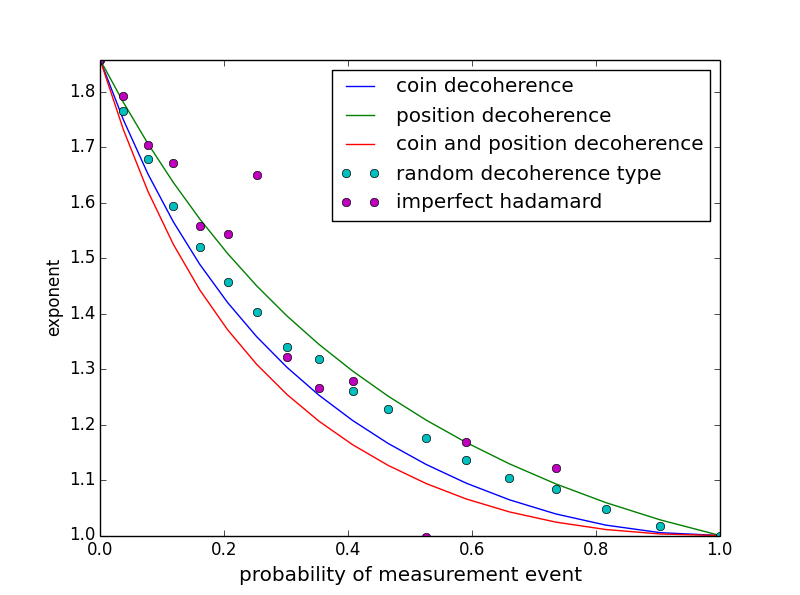 coin decoherence
position decoherence
coin and position decoherence
random decoherence type
imperfect hadamard
exponent
1.8
1.7
1.6
1.5
1.4
1.3
1.2
1.1
1.0
0.0 0.2 0.4 0.6 0.8 1.0
probability of measurement event